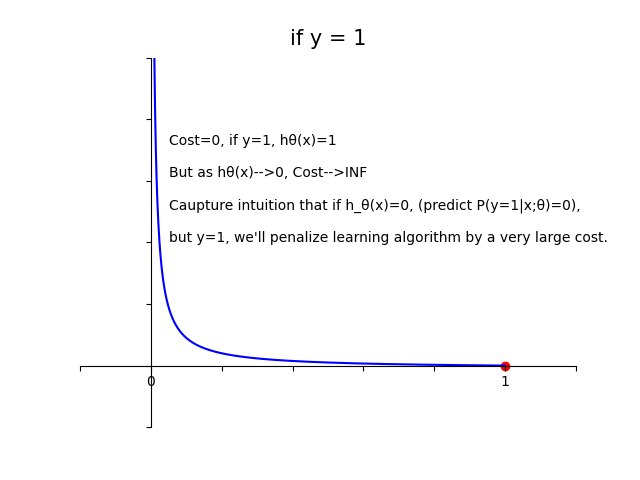 if y = 1
Cost=0, if y=1, hθ(x)=1
But as hθ(x)-->0, Cost-->INF
Caupture intuition that if h_θ(x)=0, (predict P(y=1|x;θ)=0),
but y=1, we'll penalize learning algorithm by a very large cost.
0 1